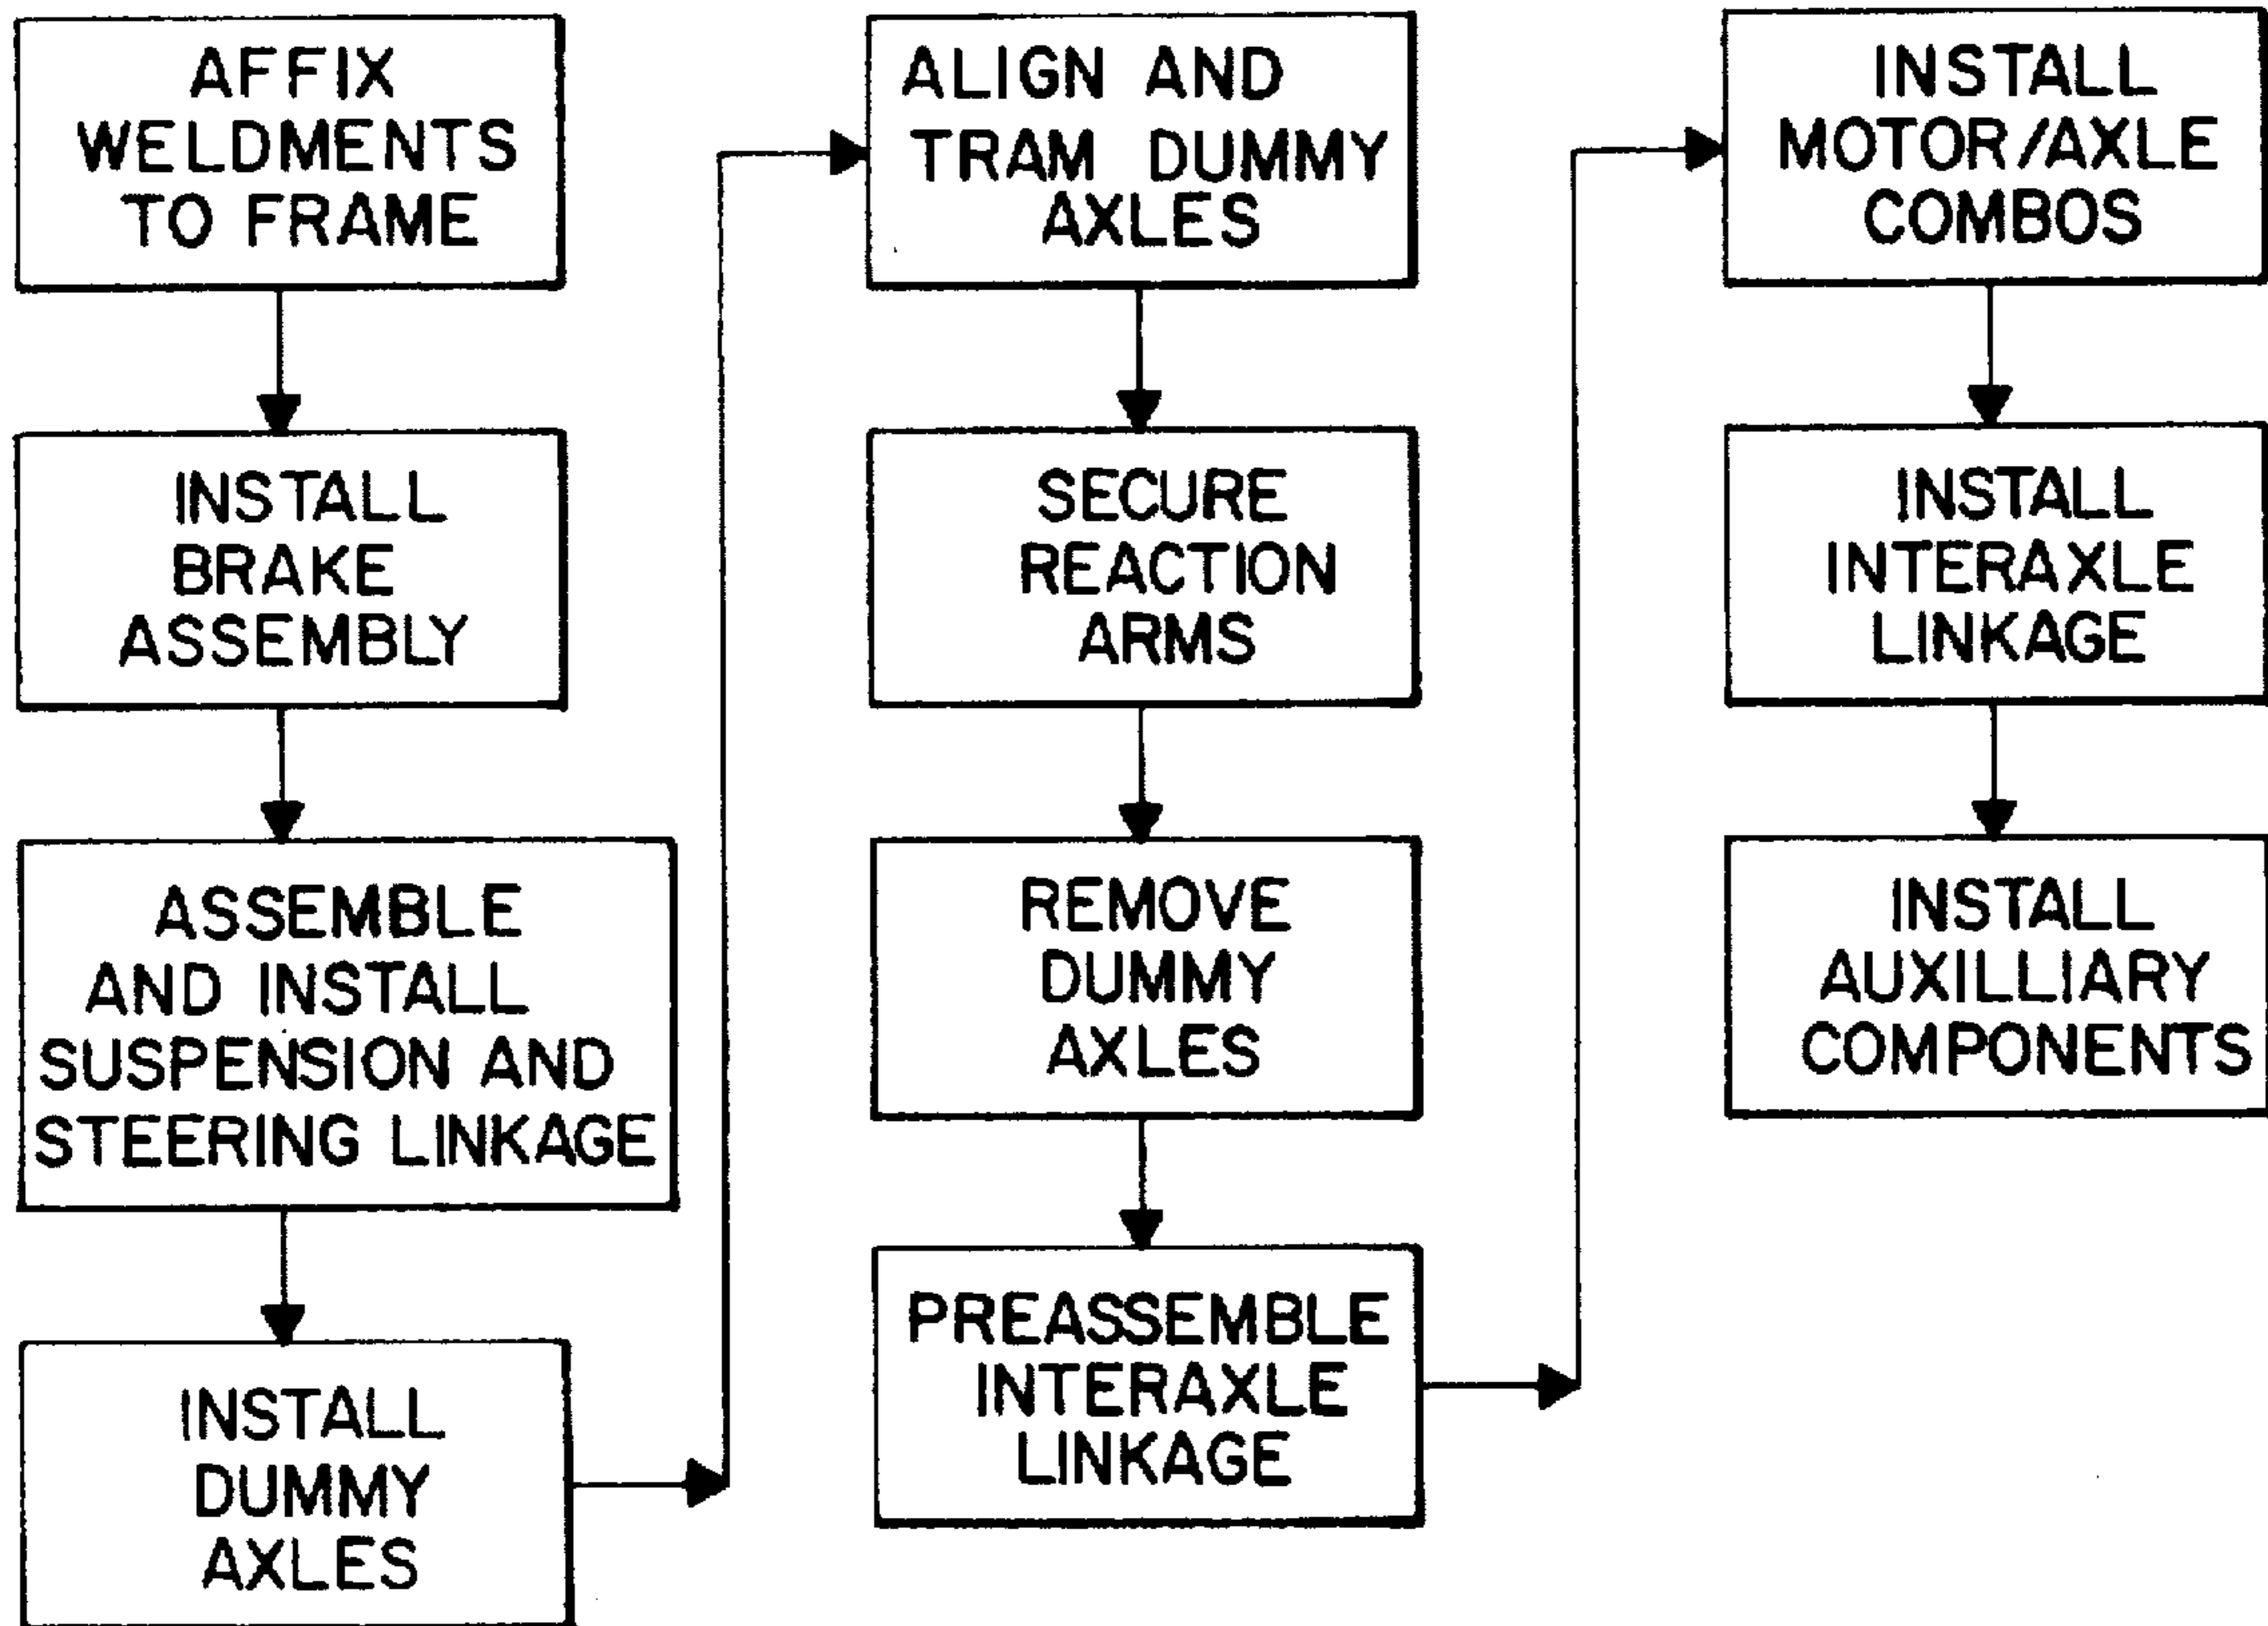 AFFIX
WELDMENTS
TO FRAME
INSTALL
BRAKE
ASSEMBLY
ASSEMBLE
AND INSTALL
SUSPENSION AND
STEERING LINKAGE
INSTALL
DUMMY
AXLES
ALIGN AND
TRAM DUMMY
AXLES
SECURE
REACTION
ARMS
REMOVE
DUMMY
AXLES
PREASSEMBLE
INTERAXLE
LINKAGE
INSTALL
MOTOR/AXLE
COMBOS
INSTALL
INTERAXLE
LINKAGE
INSTALL
AUXILLIARY
COMPONENTS